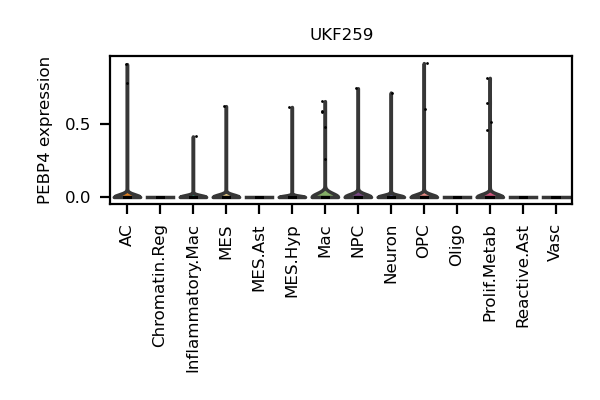 UKF259
PEBP4 expression
0.5
0.0
AC
Chromatin.Reg
Inflammatory.Mac
MES
MES.Ast
MES.Hyp
Mac
NPC
Neuron
OPC
Oligo
Prolif.Metab
Reactive.Ast
Vasc